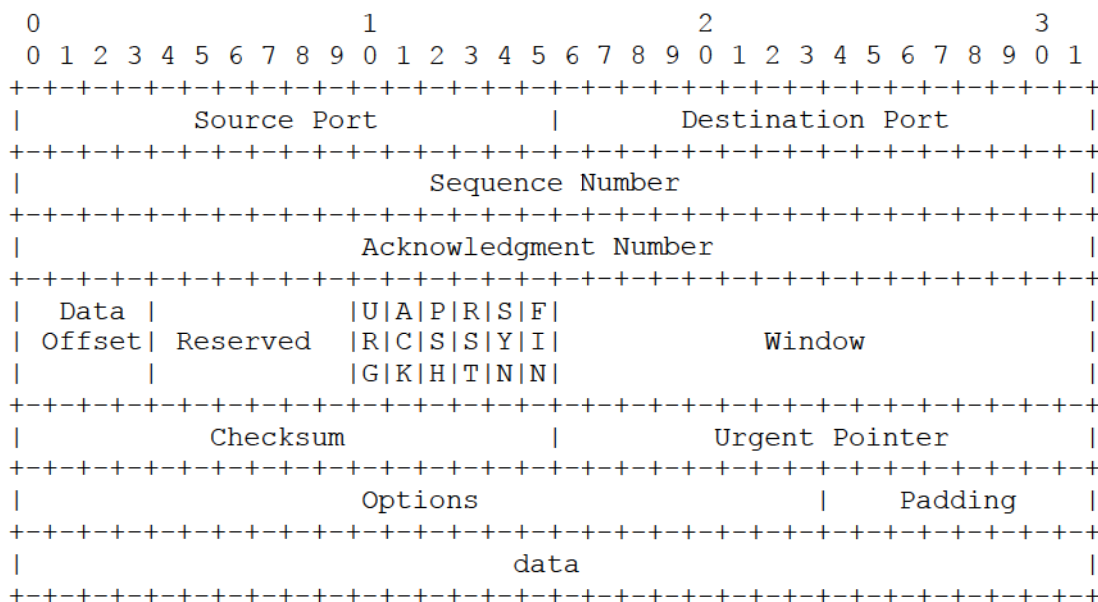 0                   1                   2                   3
 0 1 2 3 4 5 6 7 8 9 0 1 2 3 4 5 6 7 8 9 0 1 2 3 4 5 6 7 8 9 0 1
+-+-+-+-+-+-+-+-+-+-+-+-+-+-+-+-+-+-+-+-+-+-+-+-+-+-+-+-+-+-+-+-+
|          Source Port          |       Destination Port        |
+-+-+-+-+-+-+-+-+-+-+-+-+-+-+-+-+-+-+-+-+-+-+-+-+-+-+-+-+-+-+-+-+
|                        Sequence Number                        |
+-+-+-+-+-+-+-+-+-+-+-+-+-+-+-+-+-+-+-+-+-+-+-+-+-+-+-+-+-+-+-+-+
|                    Acknowledgment Number                      |
+-+-+-+-+-+-+-+-+-+-+-+-+-+-+-+-+-+-+-+-+-+-+-+-+-+-+-+-+-+-+-+-+
|  Data |           |U|A|P|R|S|F|                               |
| Offset| Reserved  |R|C|S|S|Y|I|            Window             |
|       |           |G|K|H|T|N|N|                               |
+-+-+-+-+-+-+-+-+-+-+-+-+-+-+-+-+-+-+-+-+-+-+-+-+-+-+-+-+-+-+-+-+
|           Checksum            |         Urgent Pointer        |
+-+-+-+-+-+-+-+-+-+-+-+-+-+-+-+-+-+-+-+-+-+-+-+-+-+-+-+-+-+-+-+-+
|                    Options                    |    Padding    |
+-+-+-+-+-+-+-+-+-+-+-+-+-+-+-+-+-+-+-+-+-+-+-+-+-+-+-+-+-+-+-+-+
|                             data                              |
+-+-+-+-+-+-+-+-+-+-+-+-+-+-+-+-+-+-+-+-+-+-+-+-+-+-+-+-+-+-+-+-+